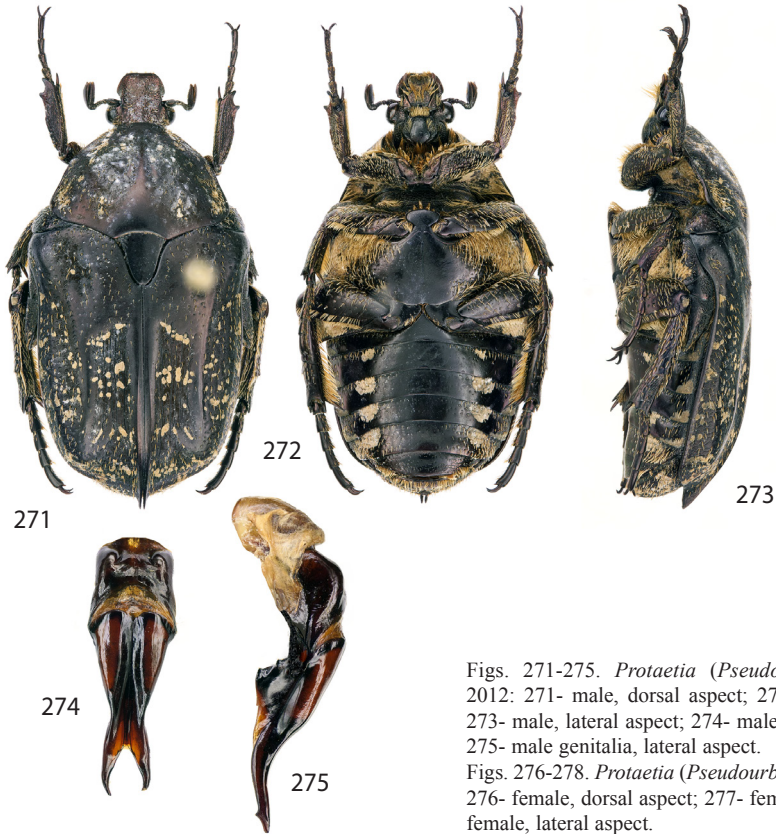 271
272
273
274
275
Figs. 271-275. Protaetia (Pseudo
2012: 271- male, dorsal aspect; 27
273- male, lateral aspect; 274- male
275- male genitalia, lateral aspect.
Figs. 276-278. Protaetia (Pseudourb
276- female, dorsal aspect; 277- fem
female, lateral aspect.